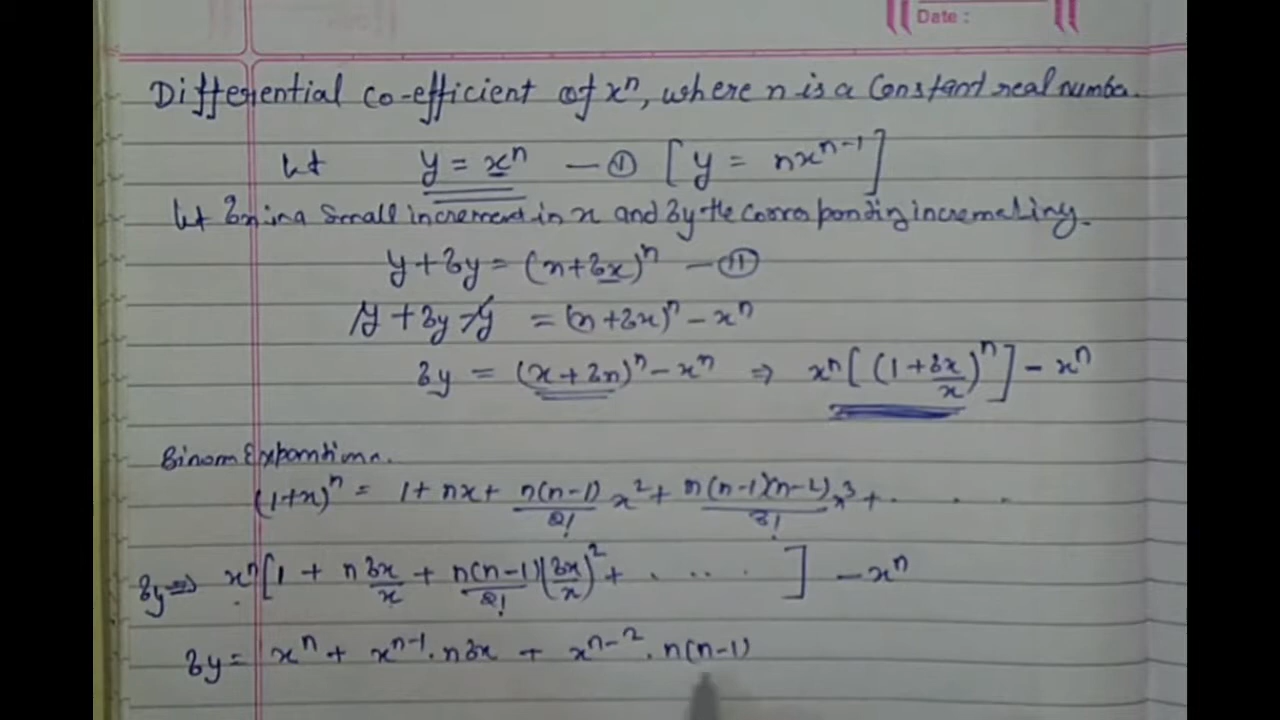 Date :
Differential co-efficient of xⁿ, where n is a constant real number.
Let y = xⁿ — ① [y = nxⁿ⁻¹]
Let δx in a small increment in x and δy the corresponding increment in y.
y + δy = (x + δx)ⁿ — ⑪
y + δy - y = (x + δx)ⁿ - xⁿ
δy = (x + δx)ⁿ - xⁿ ⇒ xⁿ[(1 + δx/x)ⁿ] - xⁿ
Binom Expantion.
(1+x)ⁿ = 1 + nx + n(n-1)/2! x² + n(n-1)(n-2)/3! x³ + . . . .
δy ⇒ xⁿ[1 + n δx/x + n(n-1)/2! (δx/x)² + . . . . ] - xⁿ
δy = xⁿ + xⁿ⁻¹ . nδx + xⁿ⁻² . n(n-1)